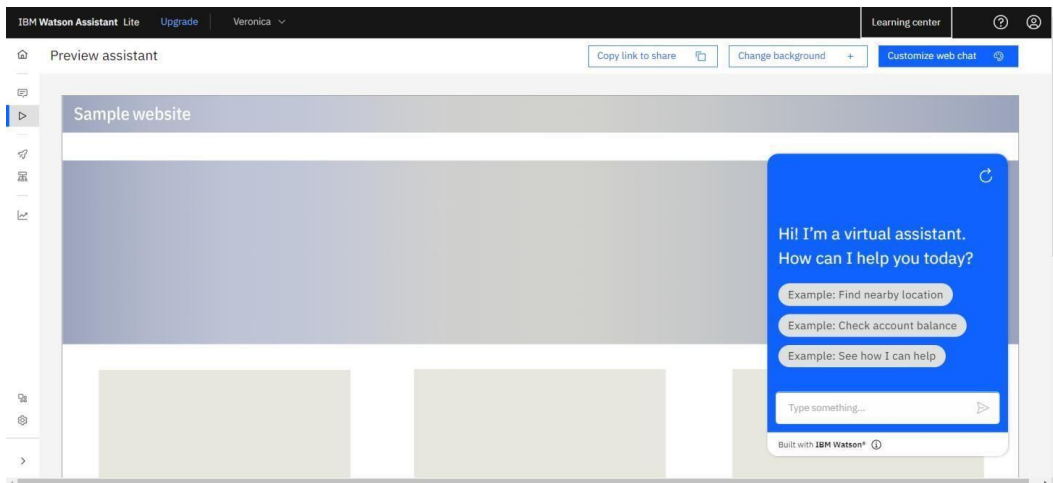 IBM Watson Assistant Lite Upgrade Veronica Learning center
Preview assistant Copy link to share Change background + Customize web chat
Sample website
Hi! I'm a virtual assistant.
How can I help you today?
Example: Find nearby location
Example: Check account balance
Example: See how I can help
Type something...
Built with IBM Watson®